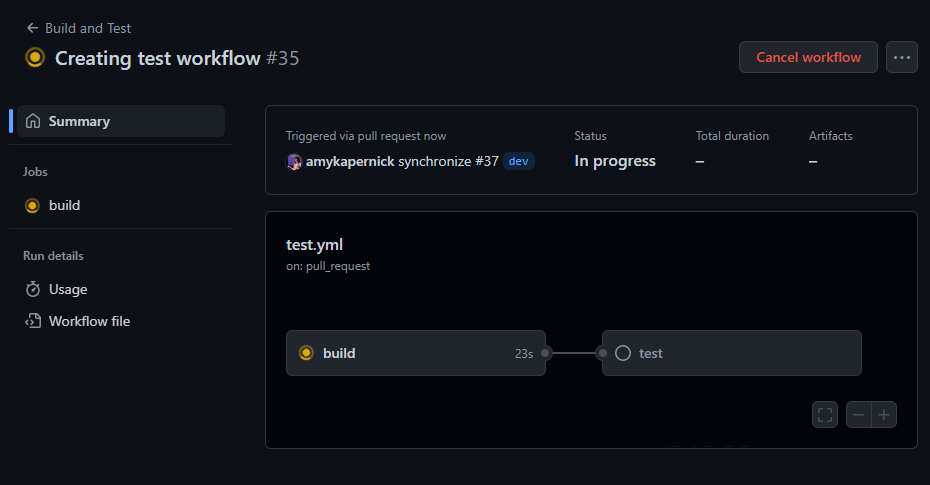 Build and Test
Creating test workflow #35
Cancel workflow
Summary
Jobs
build
Run details
Usage
Workflow file
Triggered via pull request now
amykapernick synchronize #37 dev
Status
In progress
Total duration
–
Artifacts
–
test.yml
on: pull_request
build 23s
test